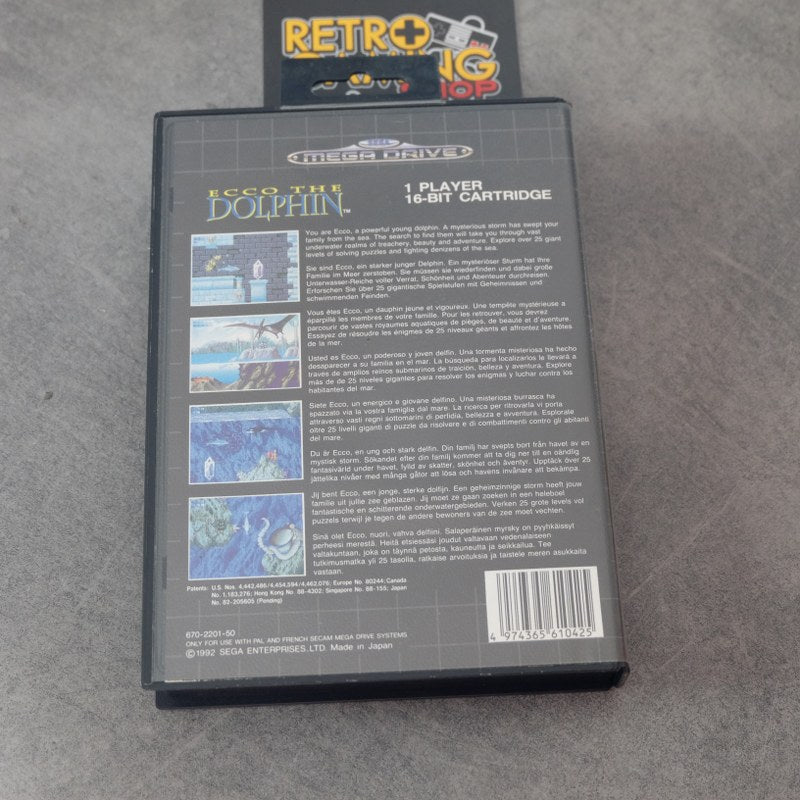 RETRO
NG
SHOP
SEGA
MEGA DRIVE
ECCO THE
DOLPHIN™
1 PLAYER
16-BIT CARTRIDGE
You are Ecco, a powerful young dolphin. A mysterious storm has swept your
family from the sea. The search to find them will take you through vast
underwater realms of treachery, beauty and adventure. Explore over 25 giant
levels of solving puzzles and fighting denizens of the sea.
Sie sind Ecco, ein starker junger Delphin. Ein mysteriöser Sturm hat Ihre
Familie im Meer zerstoben. Sie müssen sie wiederfinden und dabei große
Unterwasser-Reiche voller Verrat, Schönheit und Abenteuer durchreisen.
Erforschen Sie über 25 gigantische Spielstufen mit Geheimnissen und
schwimmenden Feinden.
Vous êtes Ecco, un dauphin jeune et vigoureux. Une tempête mystérieuse a
éparpillé les membres de votre famille. Pour les retrouver, vous devrez
parcourir de vastes royaumes aquatiques de pièges, de beauté et d'aventure.
Essayez de résoudre les énigmes de 25 niveaux géants et affrontez les hôtes
de la mer.
Usted es Ecco, un poderoso y joven delfín. Una tormenta misteriosa ha hecho
desaparecer a su familia en el mar. La búsqueda para localizarlos le llevará a
través de amplios reinos submarinos de traición, belleza y aventura. Explore
más de de 25 niveles gigantes para resolver los enigmas y luchar contra los
habitantes del mar.
Siete Ecco, un energico e giovane delfino. Una misteriosa burrasca ha
spazzato via la vostra famiglia dal mare. La ricerca per ritrovarla vi porta
attraverso vasti regni sottomarini di perfidia, bellezza e avventura. Esplorate
oltre 25 livelli giganti di puzzle da risolvere e di combattimenti contro gli abitanti
del mare.
Du är Ecco, en ung och stark delfin. Din familj har svepts bort från havet av en
mystisk storm. Sökandet efter din familj kommer att ta dig ner till en oändlig
fantasivärld under havet, fylld av skatter, skönhet och äventyr. Upptäck över 25
jättelika nivåer med många gåtor att lösa och havens invånare att bekämpa.
Jij bent Ecco, een jonge, sterke dolfijn. Een geheimzinnige storm heeft jouw
familie uit jullie zee geblazen. Jij moet ze gaan zoeken in een heleboel
fantastische en schitterende onderwatergebieden. Verken 25 grote levels vol
puzzels terwijl je tegen de andere bewoners van de zee moet vechten.
Sinä olet Ecco, nuori, vahva delfiini. Salaperäinen myrsky on pyyhkäissyt
perheesi merestä. Heitä etsiessäsi joudut valtavaan vedenalaiseen
valtakuntaan, joka on täynnä petosta, kauneutta ja seikkailua. Tee
tutkimusmatka yli 25 tasolla, ratkaise arvoituksia ja taistele meren asukkaita
vastaan.
Patents: U.S. Nos. 4,442,486/4,454,594/4,462,076; Europe No. 80244; Canada
No. 1,183,276; Hong Kong No. 88-4302; Singapore No. 88-155; Japan
No. 82-205605 (Pending)
670-2201-50
ONLY FOR USE WITH PAL AND FRENCH SECAM MEGA DRIVE SYSTEMS
©1992 SEGA ENTERPRISES.LTD. Made in Japan
4 974365 610425